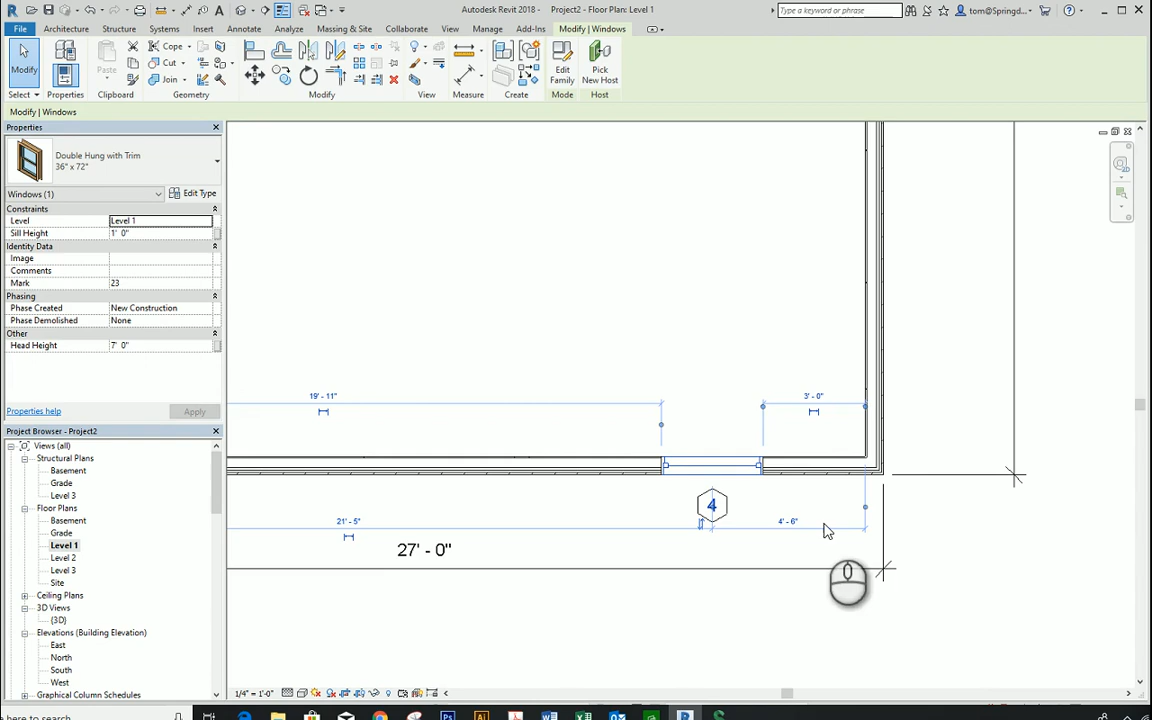 Autodesk Revit 2018 -
Project2 - Floor Plan: Level 1
Type a keyword or phrase
tom@Springd...
File
Architecture
Structure
Systems
Insert
Annotate
Analyze
Massing & Site
Collaborate
View
Manage
Add-Ins
Modify | Windows
Modify
Paste
Cope
Cut
Join
Edit
Family
Pick
New Host
Select
Properties
Clipboard
Geometry
Modify
View
Measure
Create
Mode
Host
Modify | Windows
Properties
Double Hung with Trim
36" x 72"
Windows (1)
Edit Type
Constraints
Level
Level 1
Sill Height
1' 0"
Identity Data
Image
Comments
Mark
23
Phasing
Phase Created
New Construction
Phase Demolished
None
Other
Head Height
7' 0"
Properties help
Apply
Project Browser - Project2
Views (all)
Structural Plans
Basement
Grade
Level 3
Floor Plans
Basement
Grade
Level 1
Level 2
Level 3
Site
Ceiling Plans
3D Views
{3D}
Elevations (Building Elevation)
East
North
South
West
Graphical Column Schedules
19' - 11"
3' - 0"
4
21' - 5"
4' - 6"
27' - 0"
1/4" = 1'-0"
here to search